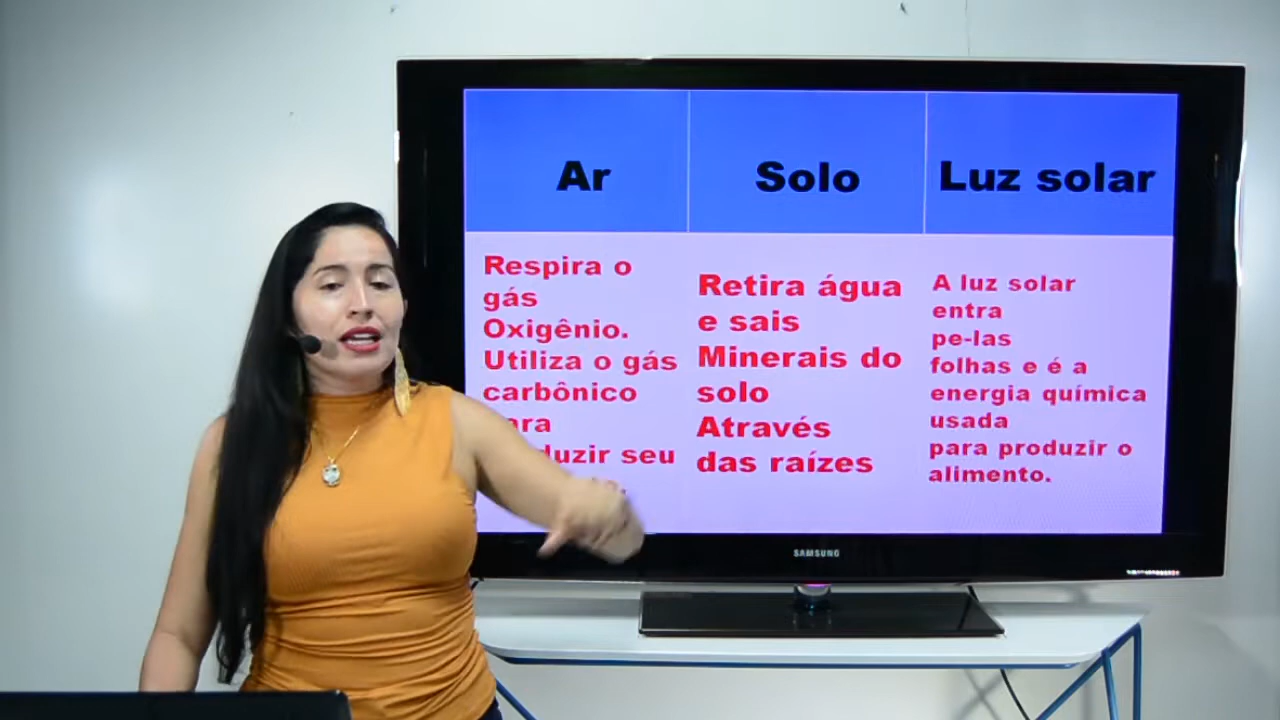 Ar
Solo
Luz solar
Respira o
gás
Oxigênio.
Utiliza o gás
carbônico
seu
Retira água
e sais
Minerais do
solo
Através
das raízes
A luz solar
entra
pe-las
folhas e é a
energia química
usada
para produzir o
alimento.
SAMSUNG